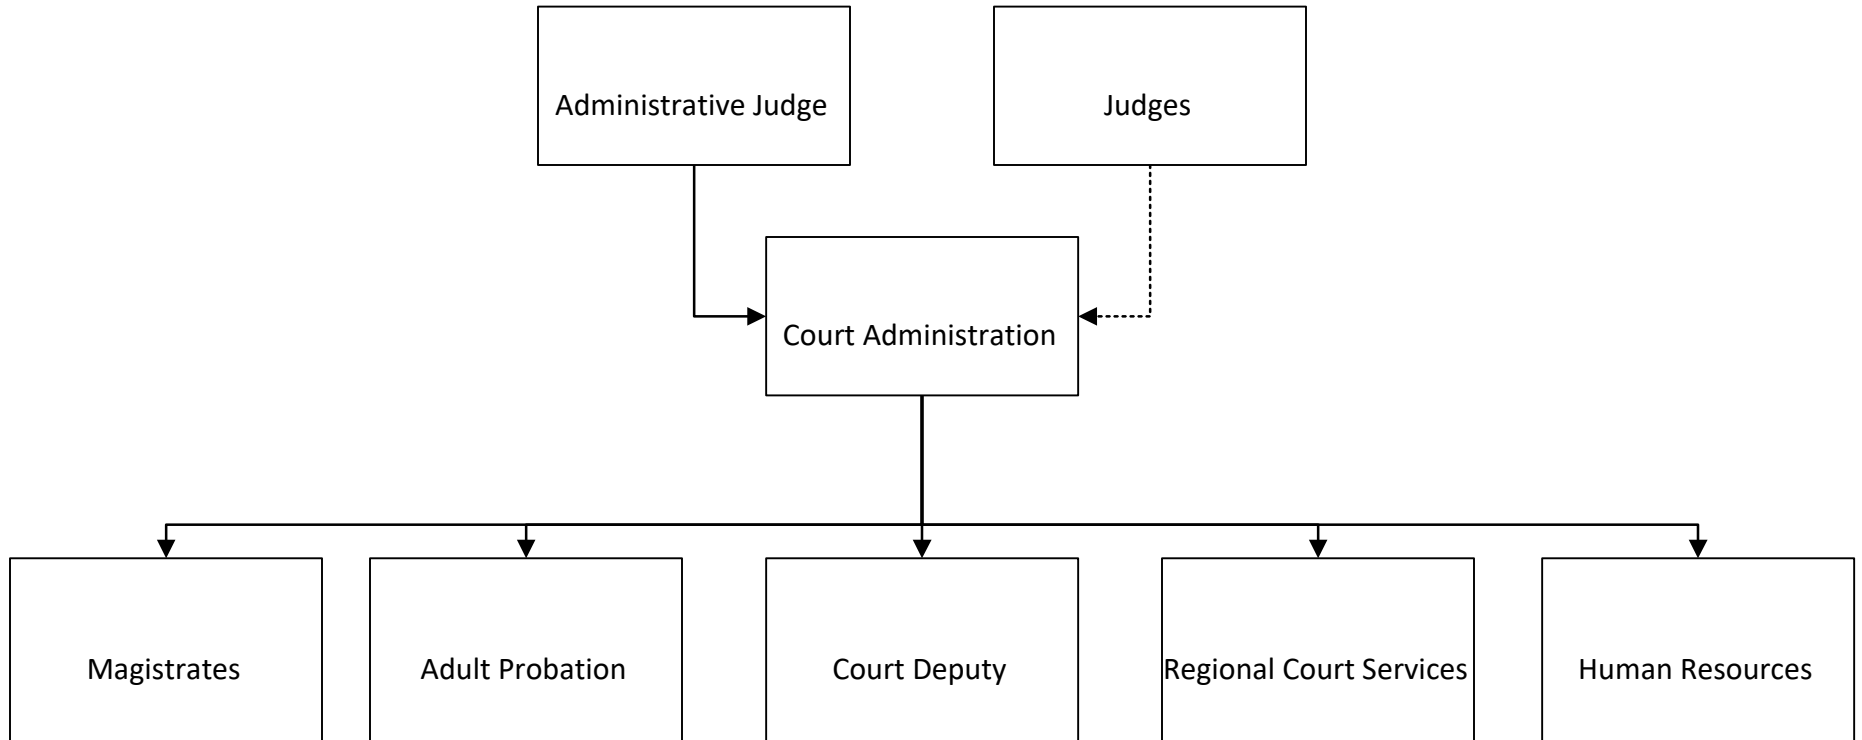 Administrative Judge
Judges
Court Administration
Magistrates
Adult Probation
Court Deputy
Regional Court Services
Human Resources